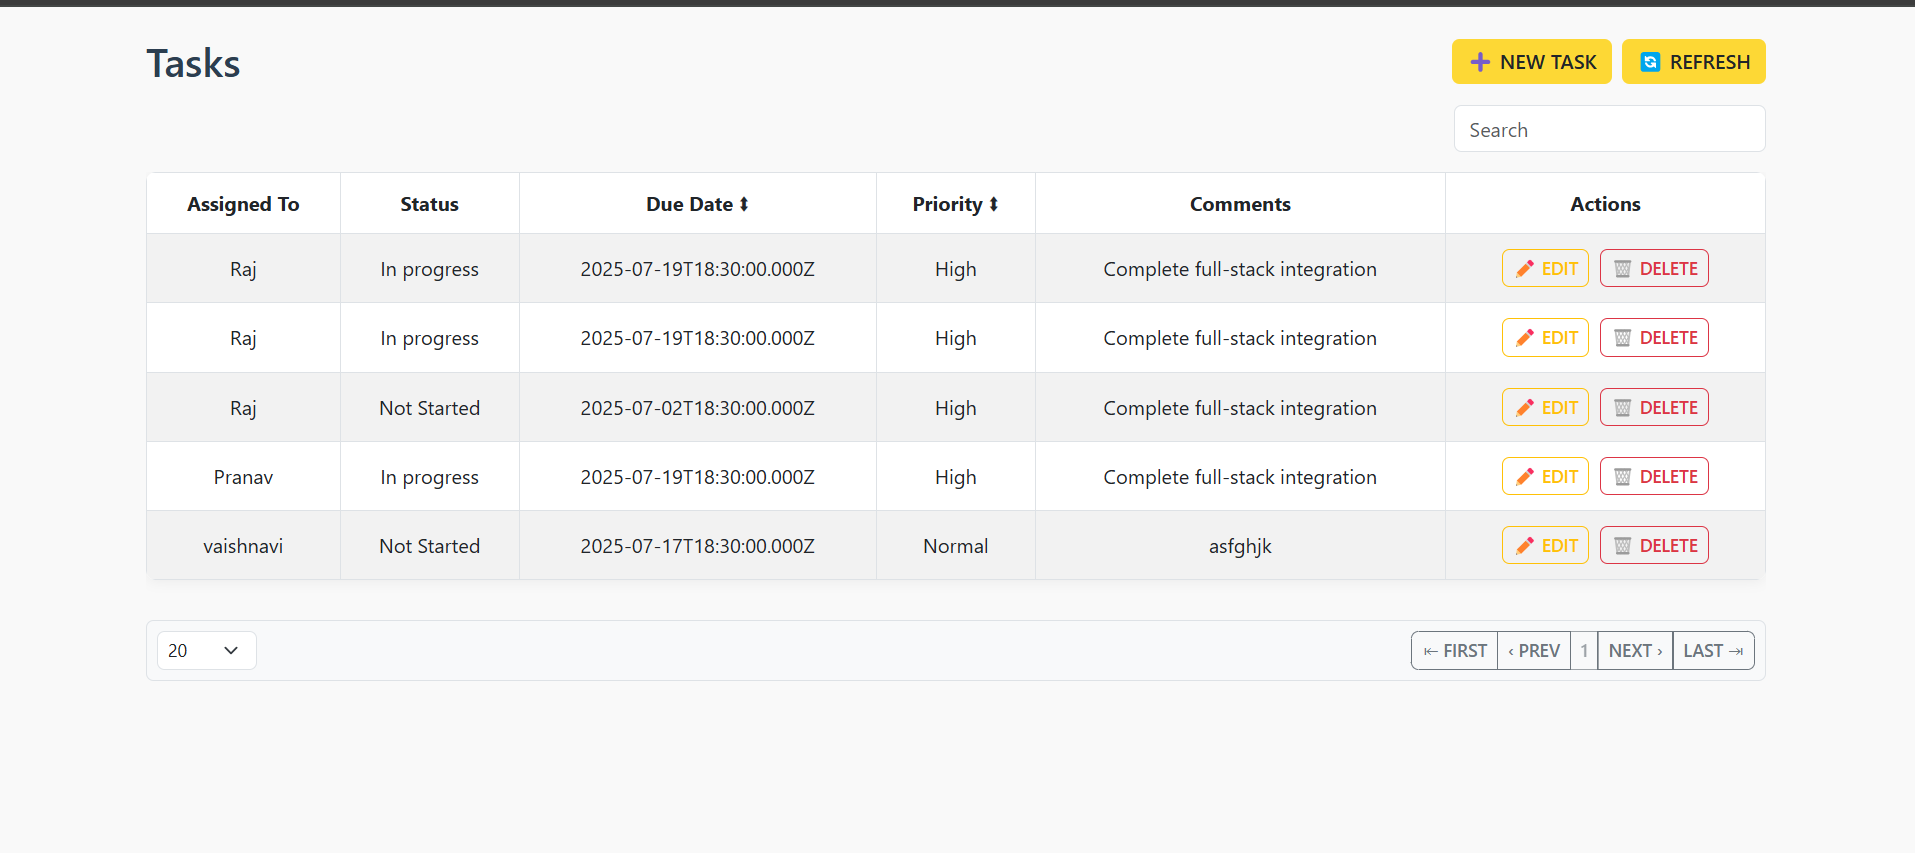 Tasks
NEW TASK REFRESH
Search
Assigned To Status Due Date Priority Comments Actions
Raj In progress 2025-07-19T18:30:00.000Z High Complete full-stack integration EDIT DELETE
Raj In progress 2025-07-19T18:30:00.000Z High Complete full-stack integration EDIT DELETE
Raj Not Started 2025-07-02T18:30:00.000Z High Complete full-stack integration EDIT DELETE
Pranav In progress 2025-07-19T18:30:00.000Z High Complete full-stack integration EDIT DELETE
vaishnavi Not Started 2025-07-17T18:30:00.000Z Normal asfghjk EDIT DELETE
20 ⇤ FIRST ‹ PREV 1 NEXT › LAST ⇥